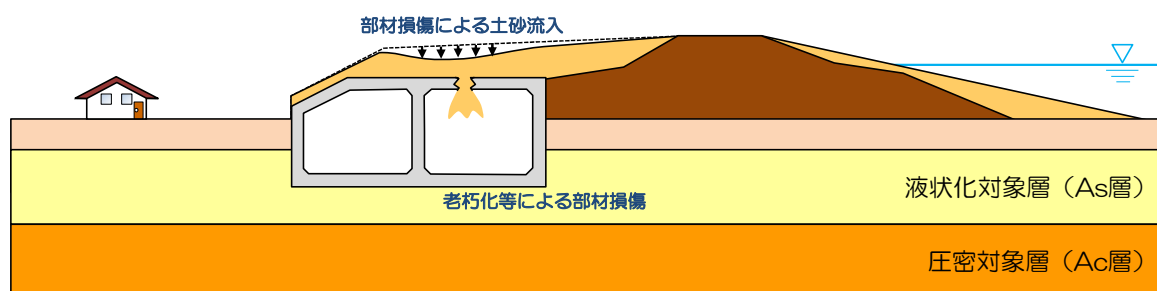 部材損傷による土砂流入
老朽化等による部材損傷
液状化対象層（As層）
圧密対象層（Ac層）